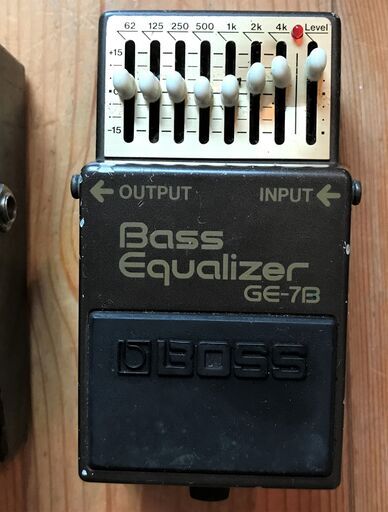 62 125 250 500 1k 2k 4k Level
+15
0
-15
← OUTPUT INPUT ←
Bass
Equalizer
GE-7B
BOSS